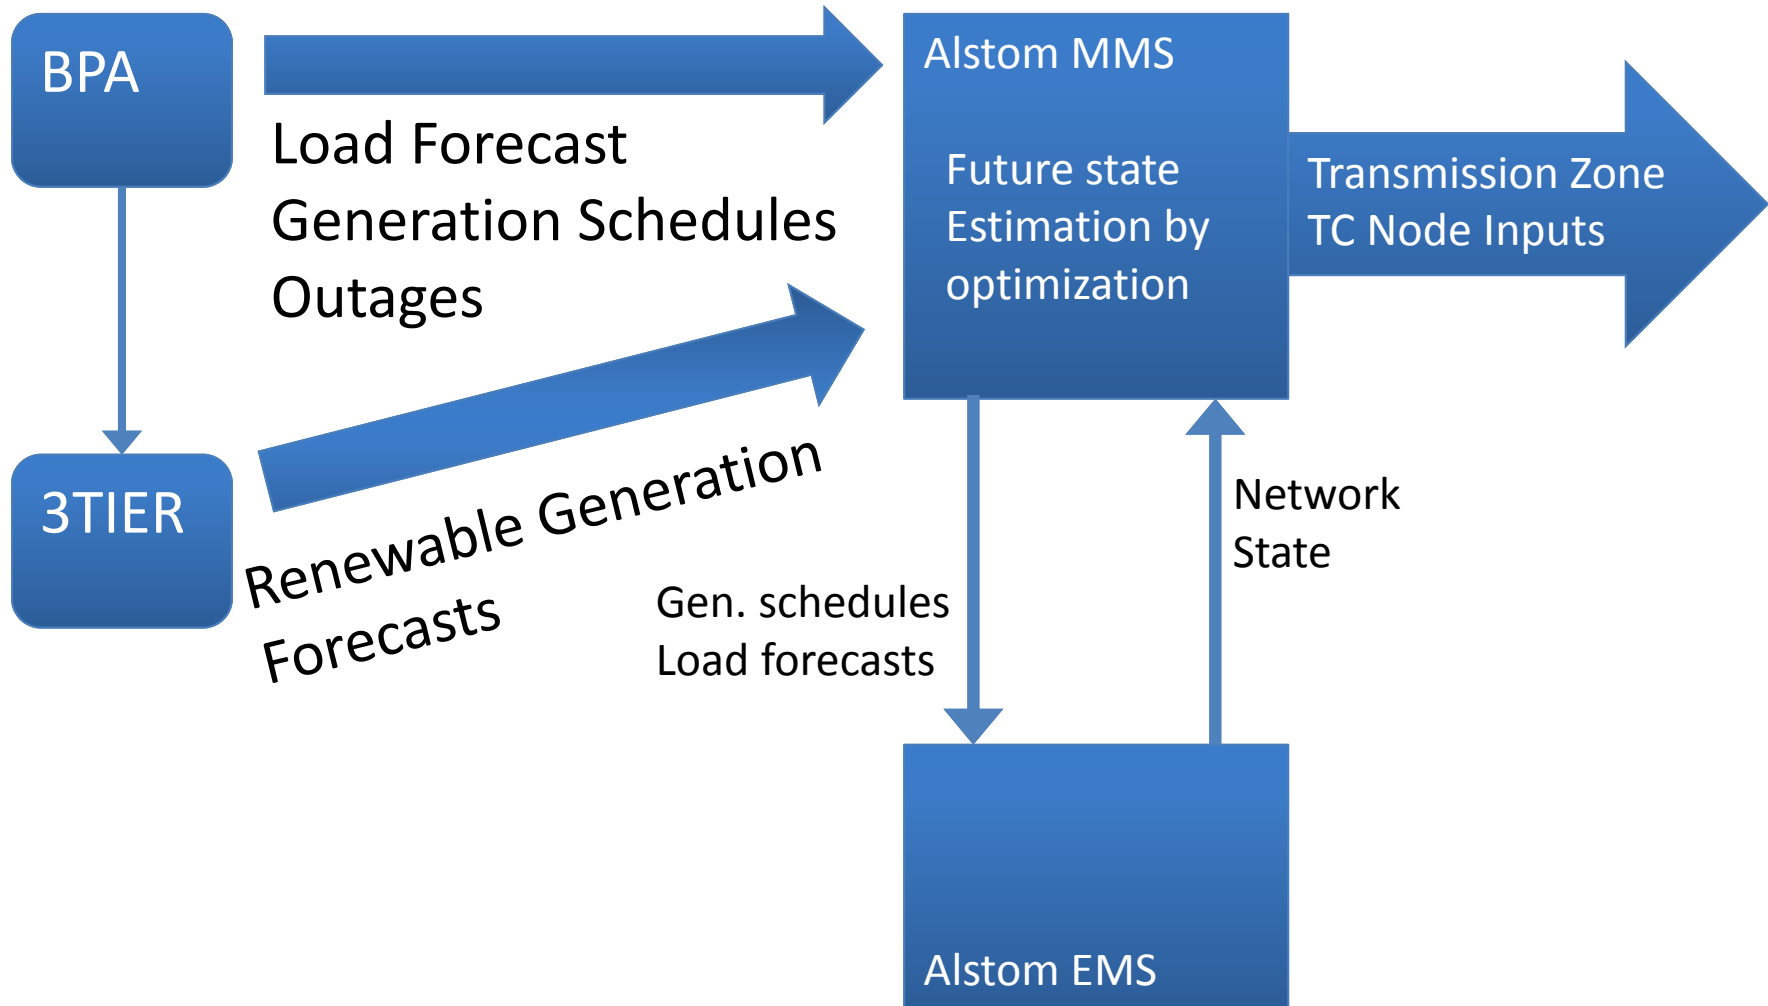 BPA
Load Forecast
Generation Schedules
Outages
Alstom MMS
Future state
Estimation by
optimization
Transmission Zone
TC Node Inputs
3TIER
Renewable Generation
Forecasts
Gen. schedules
Load forecasts
Network
State
Alstom EMS